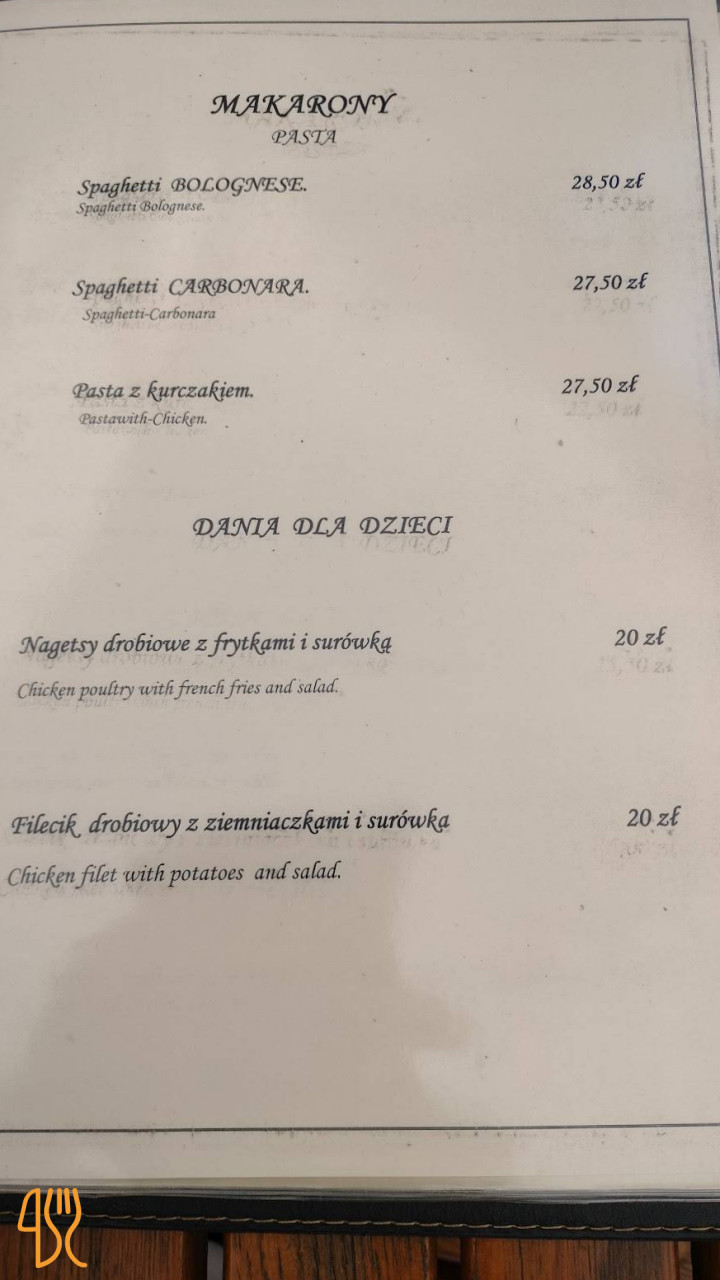 MAKARONY
PASTA
Spaghetti BOLOGNESE. 28,50 zł
Spaghetti Bolognese.
Spaghetti CARBONARA. 27,50 zł
Spaghetti-Carbonara
Pasta z kurczakiem. 27,50 zł
Pastawith-Chicken.
DANIA DLA DZIECI
Nagetsy drobiowe z frytkami i surówką 20 zł
Chicken poultry with french fries and salad.
Filecik drobiowy z ziemniaczkami i surówka 20 zł
Chicken filet with potatoes and salad.